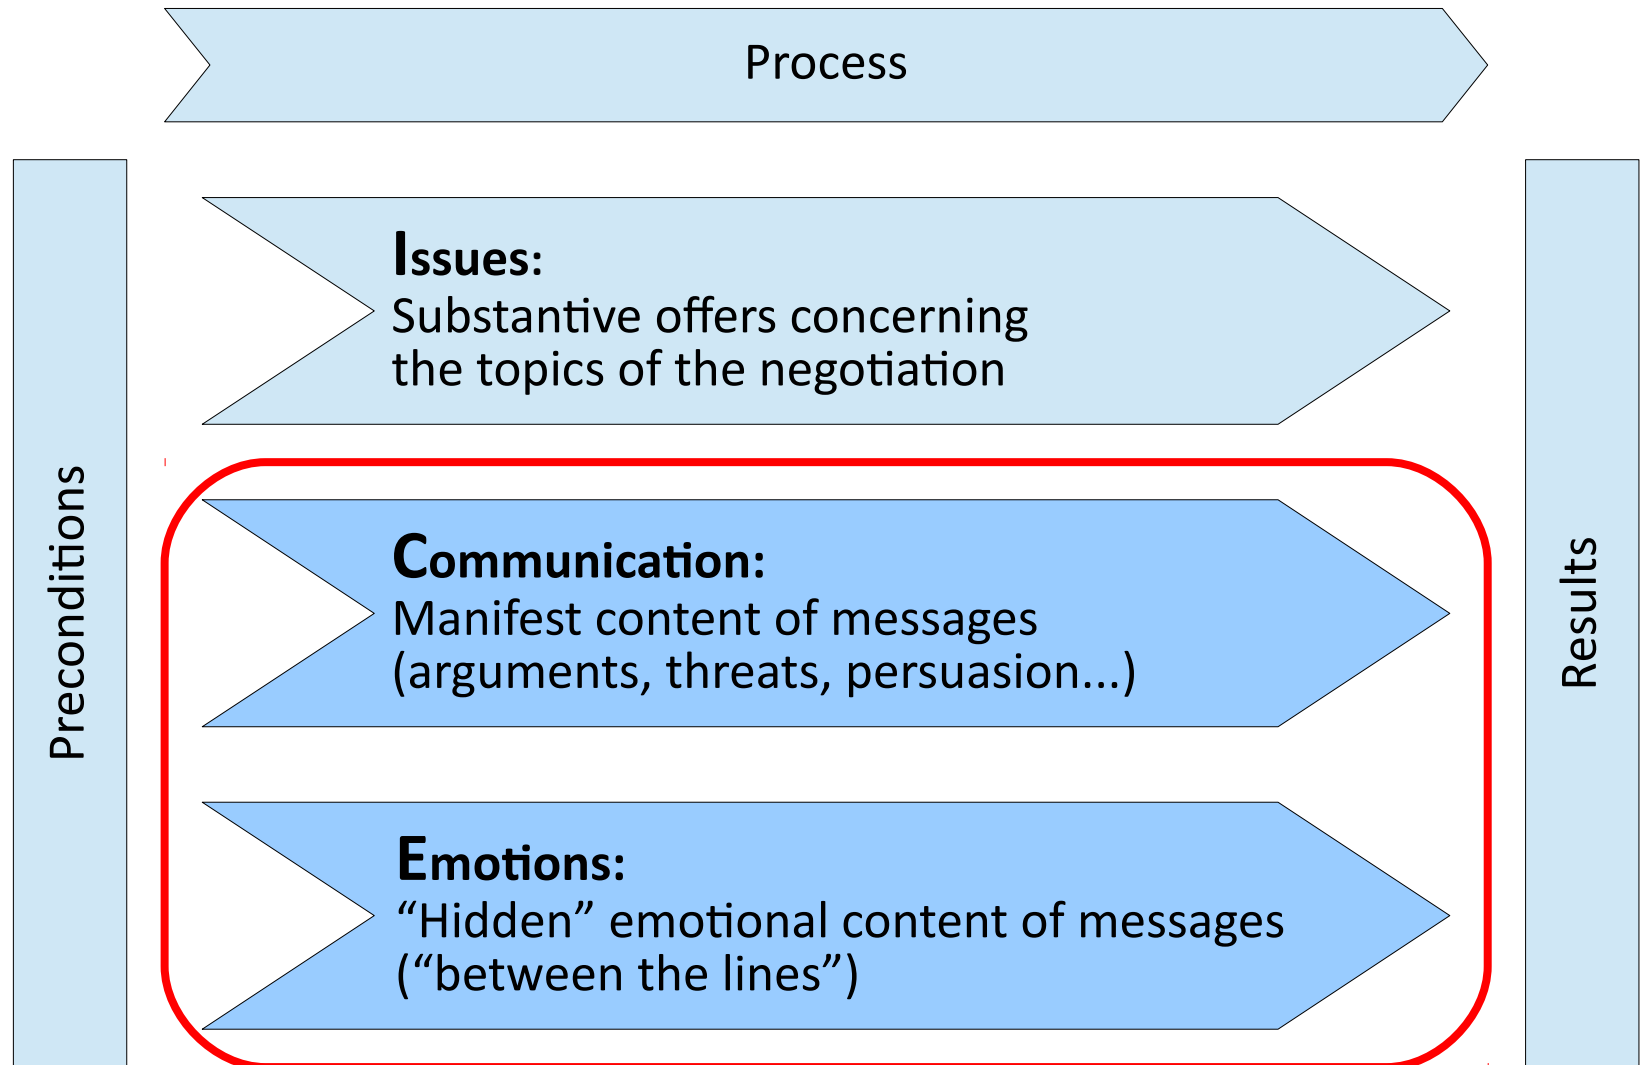 Process
Preconditions
Issues:
Substantive offers concerning
the topics of the negotiation
Communication:
Manifest content of messages
(arguments, threats, persuasion...)
Emotions:
“Hidden” emotional content of messages
(“between the lines”)
Results